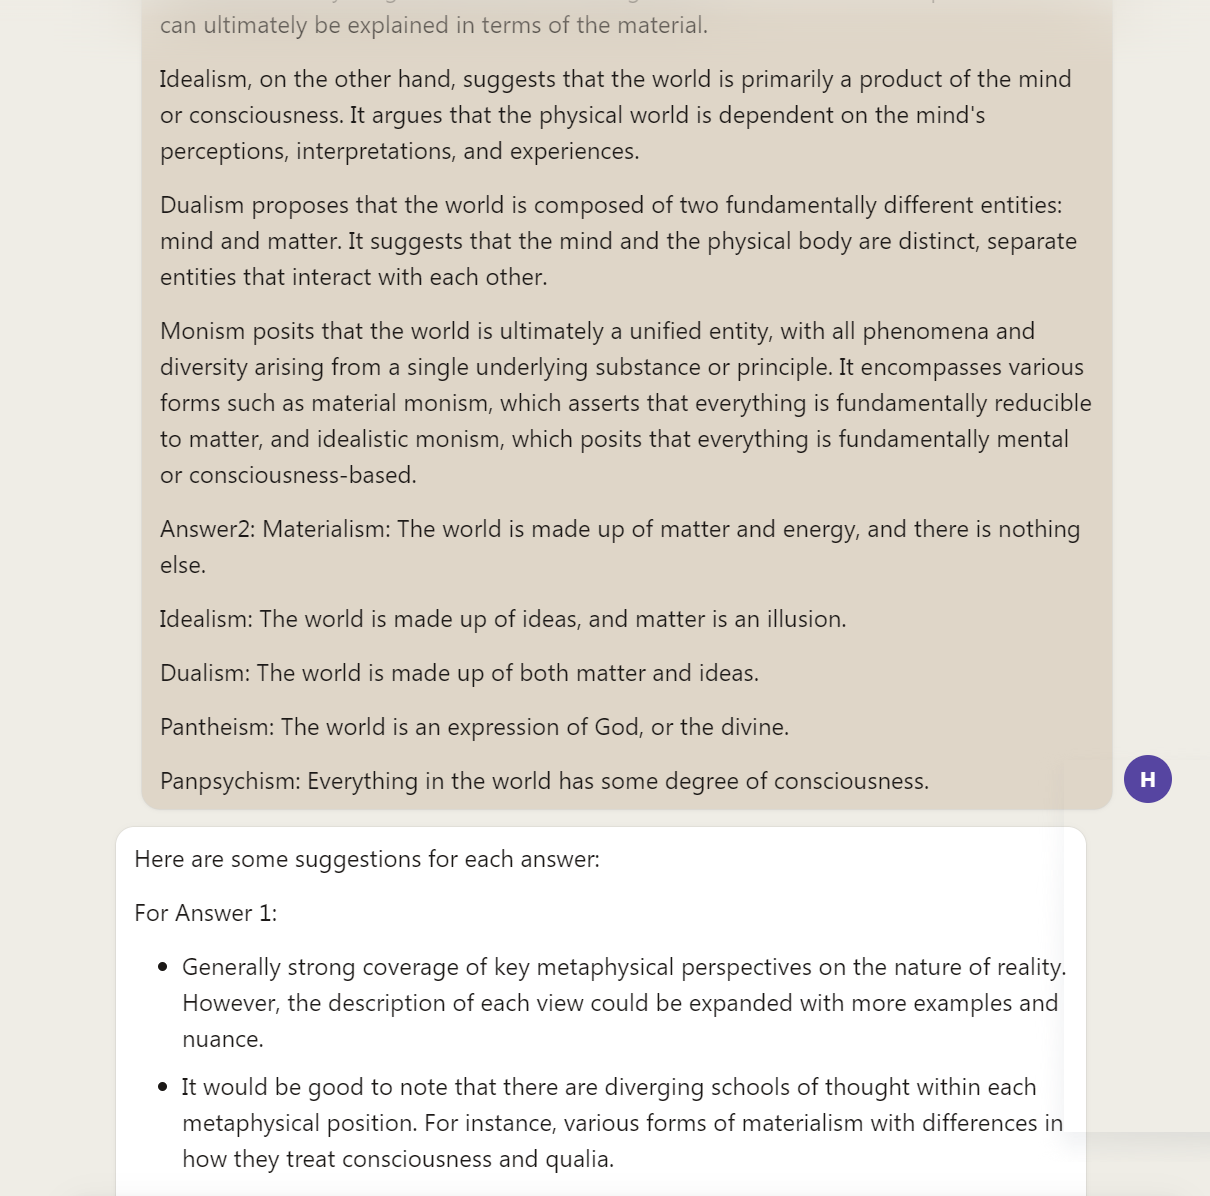 can ultimately be explained in terms of the material.
Idealism, on the other hand, suggests that the world is primarily a product of the mind
or consciousness. It argues that the physical world is dependent on the mind's
perceptions, interpretations, and experiences.
Dualism proposes that the world is composed of two fundamentally different entities:
mind and matter. It suggests that the mind and the physical body are distinct, separate
entities that interact with each other.
Monism posits that the world is ultimately a unified entity, with all phenomena and
diversity arising from a single underlying substance or principle. It encompasses various
forms such as material monism, which asserts that everything is fundamentally reducible
to matter, and idealistic monism, which posits that everything is fundamentally mental
or consciousness-based.
Answer2: Materialism: The world is made up of matter and energy, and there is nothing
else.
Idealism: The world is made up of ideas, and matter is an illusion.
Dualism: The world is made up of both matter and ideas.
Pantheism: The world is an expression of God, or the divine.
Panpsychism: Everything in the world has some degree of consciousness.
H
Here are some suggestions for each answer:
For Answer 1:
• Generally strong coverage of key metaphysical perspectives on the nature of reality.
However, the description of each view could be expanded with more examples and
nuance.
• It would be good to note that there are diverging schools of thought within each
metaphysical position. For instance, various forms of materialism with differences in
how they treat consciousness and qualia.